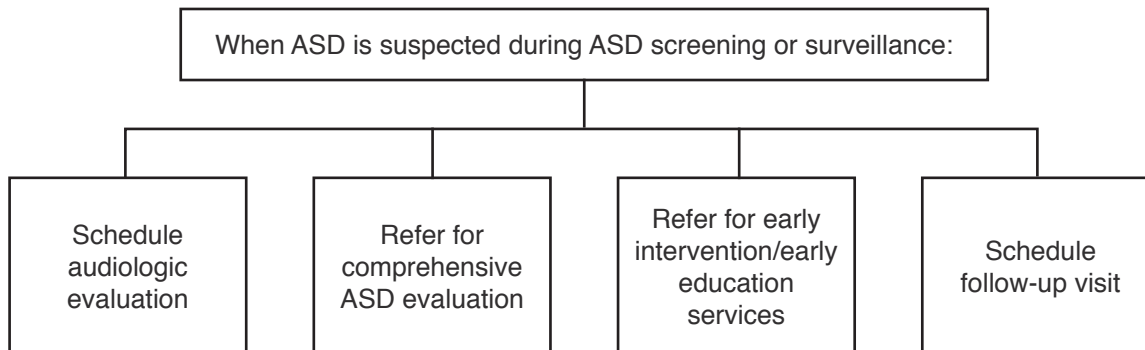 When ASD is suspected during ASD screening or surveillance:
Schedule
audiologic
evaluation
Refer for
comprehensive
ASD evaluation
Refer for early
intervention/early
education
services
Schedule
follow-up visit